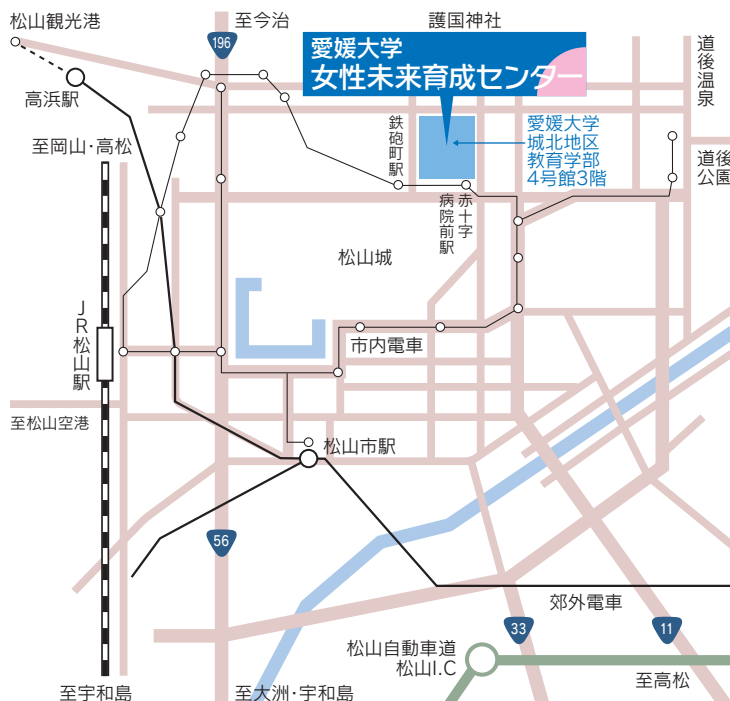 松山観光港
至今治
護国神社
196
愛媛大学
女性未来育成センター
道後温泉
高浜駅
至岡山・高松
鉄砲町駅
愛媛大学
城北地区
教育学部
4号館3階
道後
公園
赤十字
病院前駅
松山城
JR松山駅
市内電車
至松山空港
松山市駅
56
郊外電車
33
11
松山自動車道
松山I.C
至高松
至宇和島
至大洲・宇和島